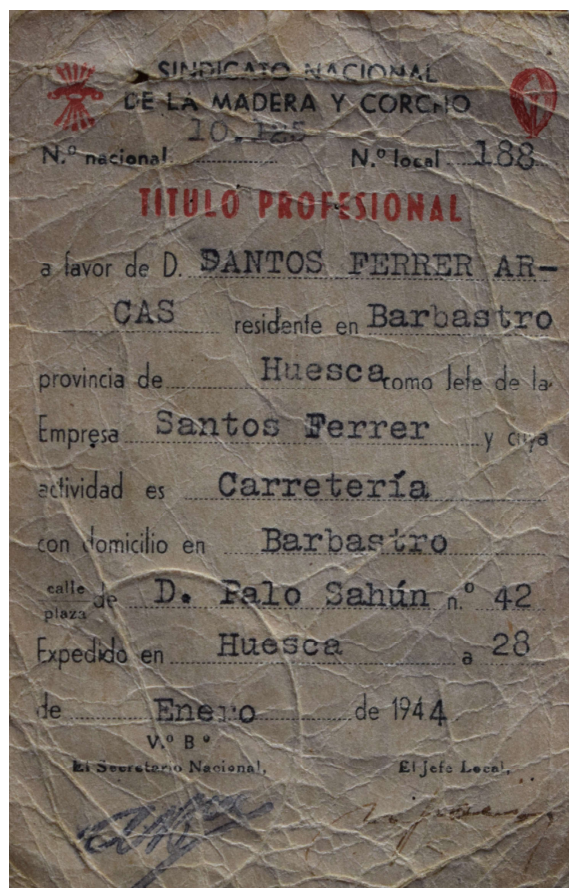 SINDICATO NACIONAL
DE LA MADERA Y CORCHO
N.º nacional 10.125 N.º local 188
TITULO PROFESIONAL
a favor de D. SANTOS FERRER AR-
CAS residente en Barbastro
provincia de Huesca como Jefe de la
Empresa Santos Ferrer y cuya
actividad es Carretería
con domicilio en Barbastro
calle plaza de D. Palo Sahún n.º 42
Expedido en Huesca a 28
de Enero de 1944
V.º B º
El Secretario Nacional, El Jefe Local,